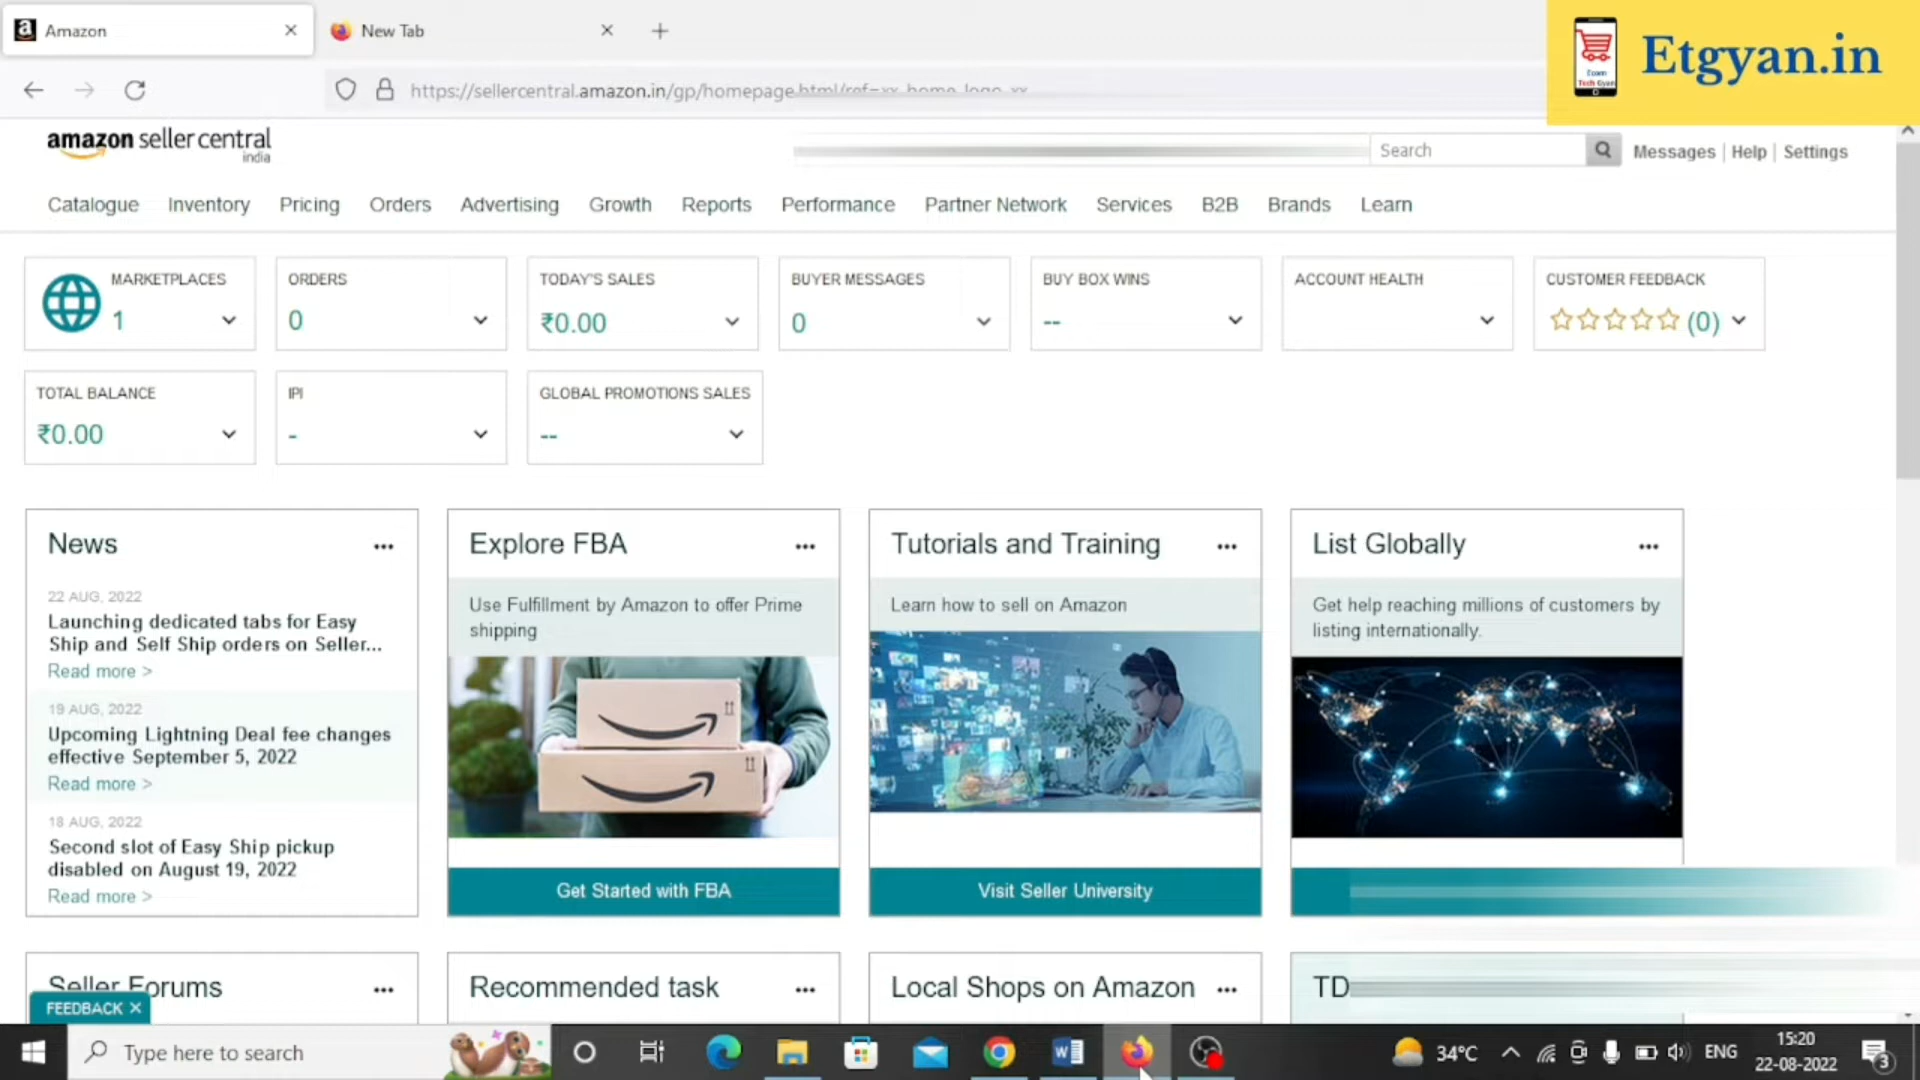 Amazon
New Tab
Etgyan.in
Exam
Tech Gyan
https://sellercentral.amazon.in/gp/homepage.html/ref=xx_home_logo_xx
amazon seller central
india
Search
Messages | Help | Settings
Catalogue Inventory Pricing Orders Advertising Growth Reports Performance Partner Network Services B2B Brands Learn
MARKETPLACES
1
ORDERS
0
TODAY'S SALES
₹0.00
BUYER MESSAGES
0
BUY BOX WINS
--
ACCOUNT HEALTH
CUSTOMER FEEDBACK
(0)
TOTAL BALANCE
₹0.00
IPI
-
GLOBAL PROMOTIONS SALES
--
News
22 AUG, 2022
Launching dedicated tabs for Easy
Ship and Self Ship orders on Seller...
Read more >
19 AUG, 2022
Upcoming Lightning Deal fee changes
effective September 5, 2022
Read more >
18 AUG, 2022
Second slot of Easy Ship pickup
disabled on August 19, 2022
Read more >
Explore FBA
Use Fulfillment by Amazon to offer Prime
shipping
Get Started with FBA
Tutorials and Training
Learn how to sell on Amazon
Visit Seller University
List Globally
Get help reaching millions of customers by
listing internationally.
Seller Forums
Recommended task
Local Shops on Amazon
TD
FEEDBACK
Type here to search
34°C
ENG
15:20
22-08-2022
3